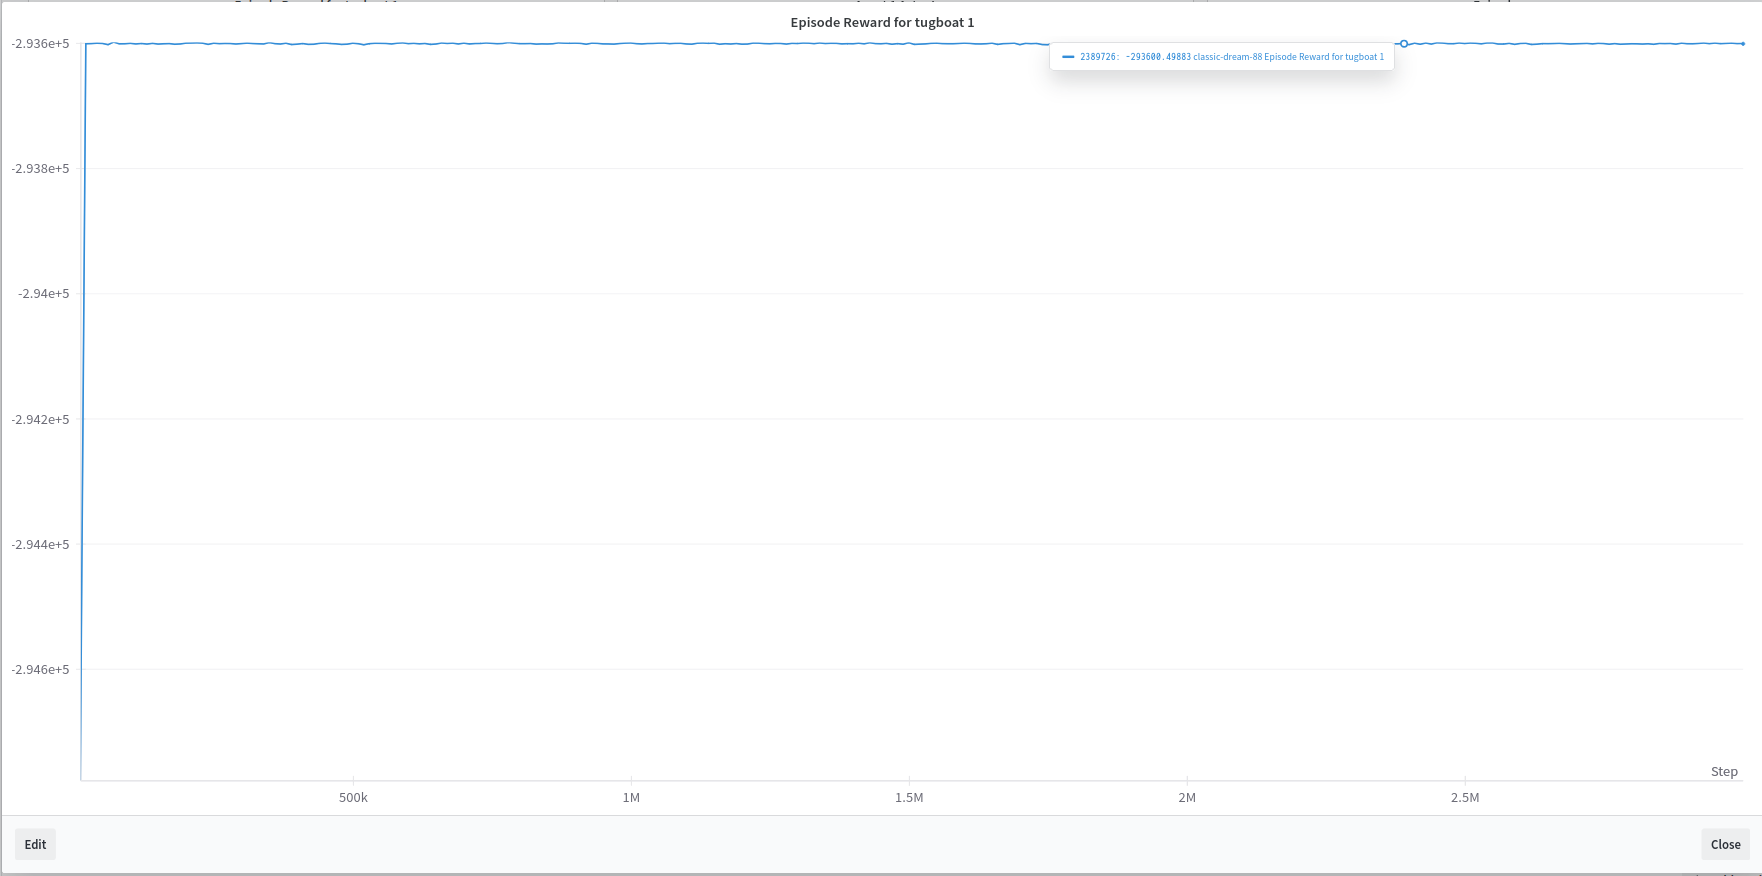 Episode Reward for tugboat 1
-2.936e+5
2389726: -293600.49883 classic-dream-88 Episode Reward for tugboat 1
-2.938e+5
-2.94e+5
-2.942e+5
-2.944e+5
-2.946e+5
Step
500k 1M 1.5M 2M 2.5M
Edit Close